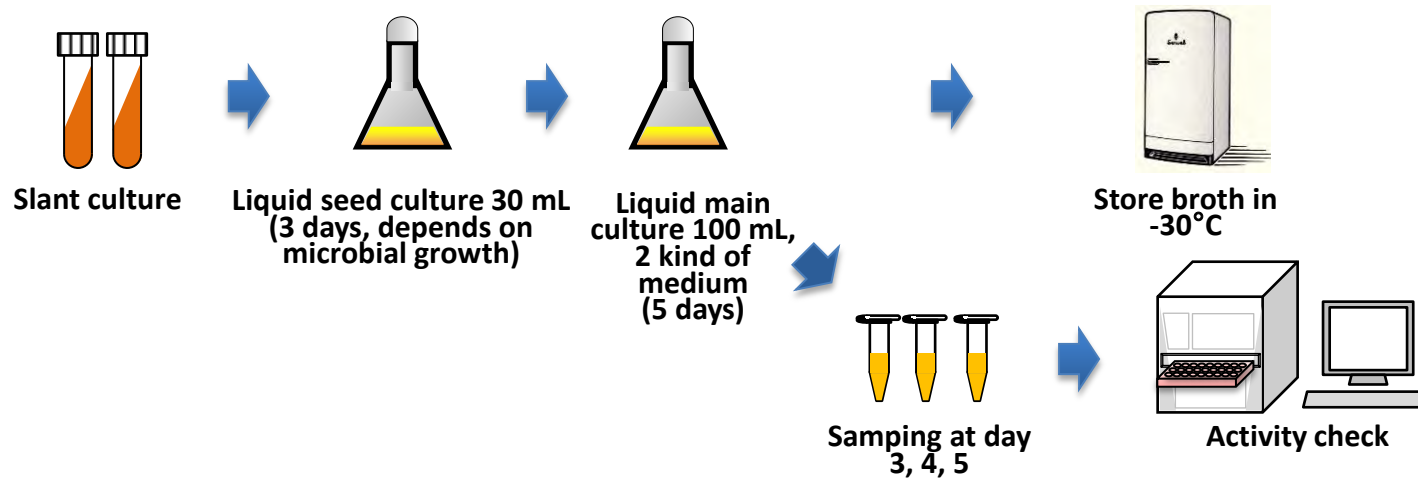 Slant culture
Liquid seed culture 30 mL
(3 days, depends on
microbial growth)
Liquid main
culture 100 mL,
2 kind of
medium
(5 days)
Store broth in
-30°C
Samping at day
3, 4, 5
Activity check